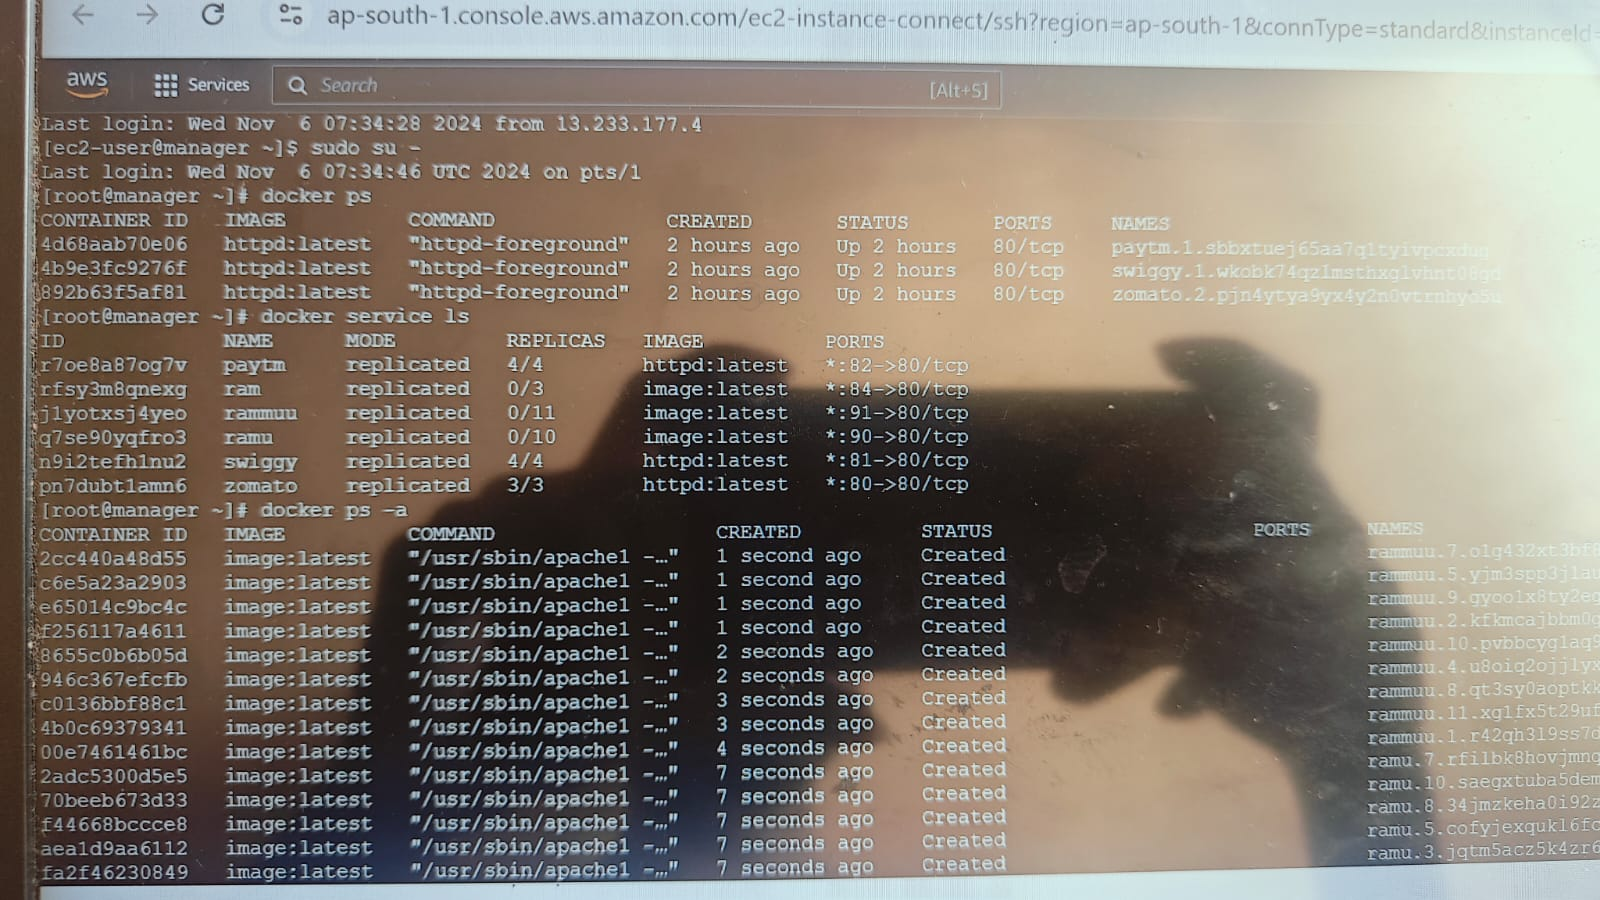 ap-south-1.console.aws.amazon.com/ec2-instance-connect/ssh?region=ap-south-1&connType=standard&instanceId=
aws Services Search [Alt+S]
Last login: Wed Nov  6 07:34:28 2024 from 13.233.177.4
[ec2-user@manager ~]$ sudo su -
Last login: Wed Nov  6 07:34:46 UTC 2024 on pts/1
[root@manager ~]# docker ps
CONTAINER ID IMAGE COMMAND CREATED STATUS PORTS NAMES
4d68aab70e06 httpd:latest "httpd-foreground" 2 hours ago Up 2 hours 80/tcp
4b9e3fc9276f httpd:latest "httpd-foreground" 2 hours ago Up 2 hours 80/tcp
892b63f5af81 httpd:latest "httpd-foreground" 2 hours ago Up 2 hours 80/tcp
[root@manager ~]# docker service ls
ID NAME MODE REPLICAS IMAGE PORTS
r7oe8a87og7v paytm replicated 4/4 httpd:latest *:82->80/tcp
rfsy3m8qnexg ram replicated 0/3 image:latest *:84->80/tcp
j1yotxsj4yeo rammuu replicated 0/11 image:latest *:91->80/tcp
q7se90yqfro3 ramu replicated 0/10 image:latest *:90->80/tcp
n9i2tefh1nu2 swiggy replicated 4/4 httpd:latest *:81->80/tcp
pn7dubt1amn6 zomato replicated 3/3 httpd:latest *:80->80/tcp
[root@manager ~]# docker ps -a
CONTAINER ID IMAGE COMMAND CREATED STATUS PORTS NAMES
2cc440a48d55 image:latest "/usr/sbin/apache1 -…" 1 second ago Created
c6e5a23a2903 image:latest "/usr/sbin/apache1 -…" 1 second ago Created
e65014c9bc4c image:latest "/usr/sbin/apache1 -…" 1 second ago Created
f256117a4611 image:latest "/usr/sbin/apache1 -…" 1 second ago Created
8655c0b6b05d image:latest "/usr/sbin/apache1 -…" 2 seconds ago Created
946c367efcfb image:latest "/usr/sbin/apache1 -…" 2 seconds ago Created
c0136bbf88c1 image:latest "/usr/sbin/apache1 -…" 3 seconds ago Created
4b0c69379341 image:latest "/usr/sbin/apache1 -…" 3 seconds ago Created
00e7461461bc image:latest "/usr/sbin/apache1 -…" 4 seconds ago Created
2adc5300d5e5 image:latest "/usr/sbin/apache1 -…" 7 seconds ago Created
70beeb673d33 image:latest "/usr/sbin/apache1 -…" 7 seconds ago Created
f44668bccce8 image:latest "/usr/sbin/apache1 -…" 7 seconds ago Created
aea1d9aa6112 image:latest "/usr/sbin/apache1 -…" 7 seconds ago Created
fa2f46230849 image:latest "/usr/sbin/apache1 -…" 7 seconds ago Created